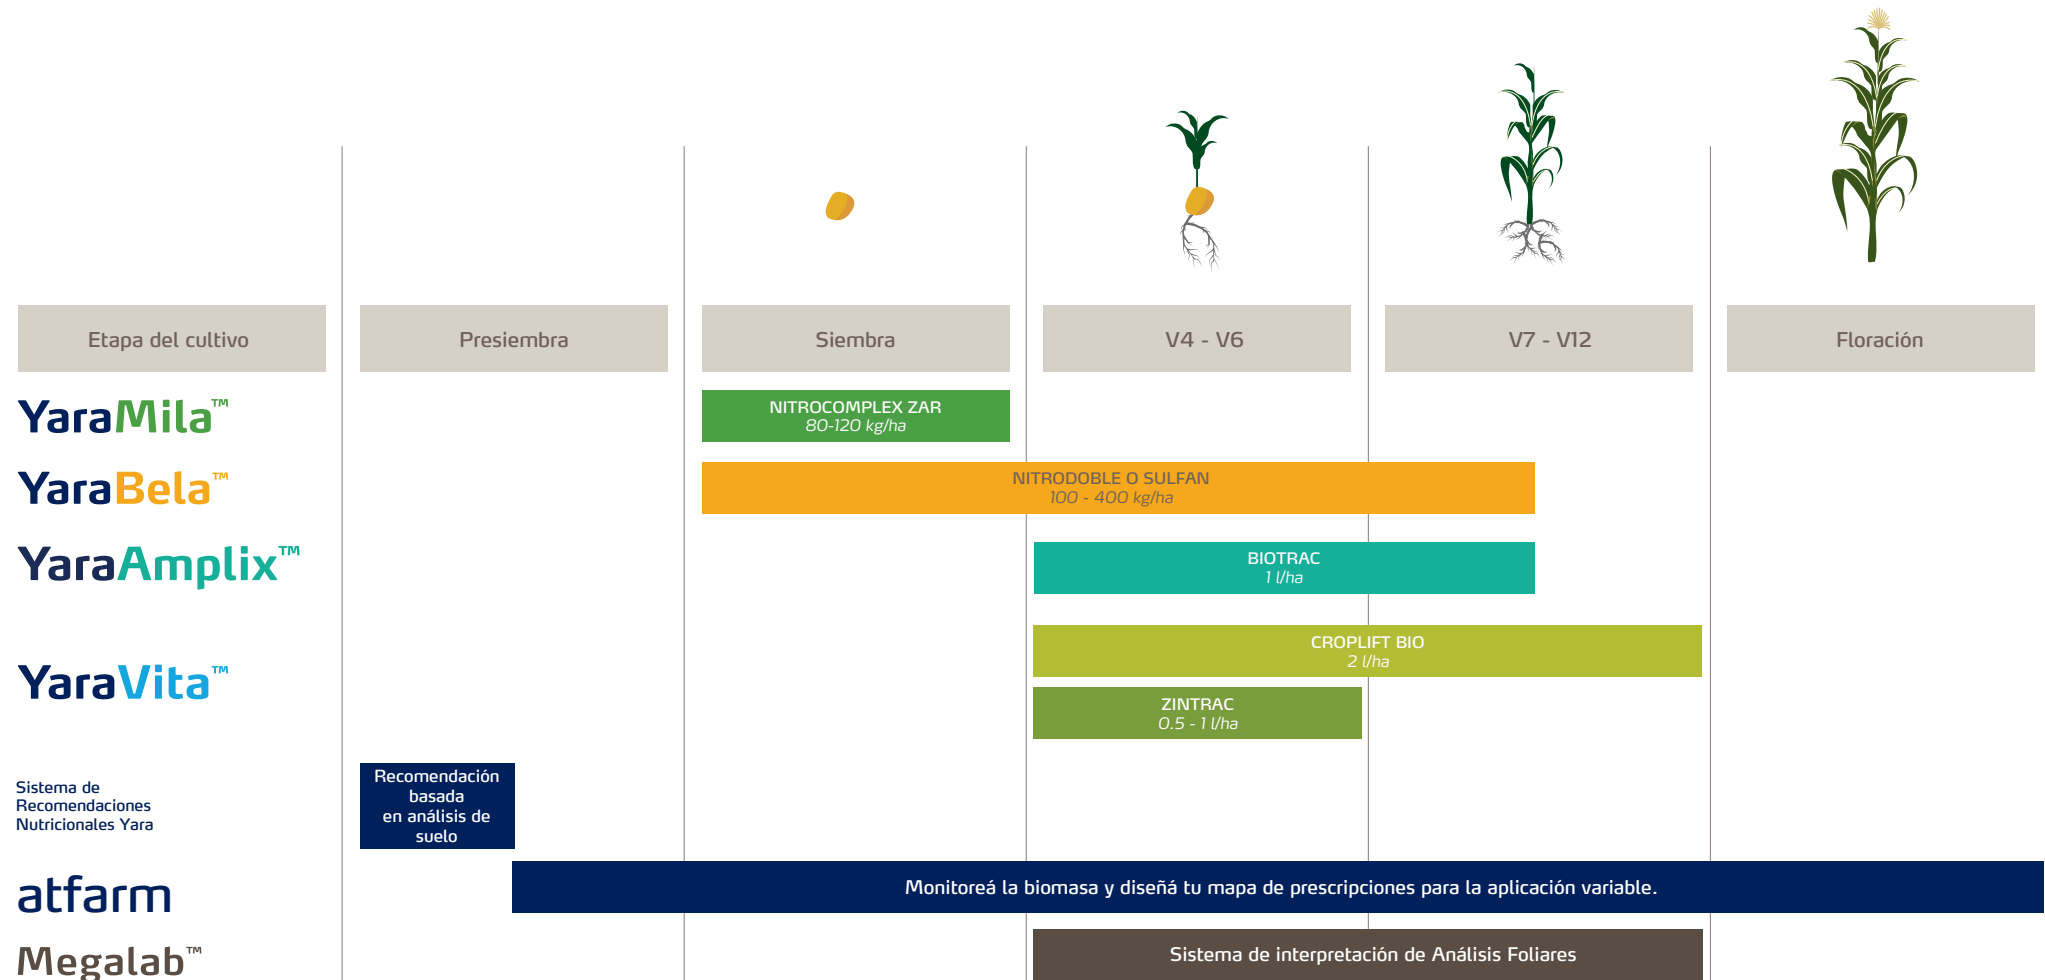 Etapa del cultivo
Presiembra
Siembra
V4 - V6
V7 - V12
Floración
YaraMila™
NITROCOMPLEX ZAR
80-120 kg/ha
YaraBela™
NITRODOBLE O SULFAN
100 - 400 kg/ha
YaraAmplix™
BIOTRAC
1 l/ha
YaraVita™
CROPLIFT BIO
2 l/ha
ZINTRAC
0.5 - 1 l/ha
Sistema de
Recomendaciones
Nutricionales Yara
Recomendación
basada
en análisis de
suelo
atfarm
Monitoreá la biomasa y diseñá tu mapa de prescripciones para la aplicación variable.
Megalab™
Sistema de interpretación de Análisis Foliares